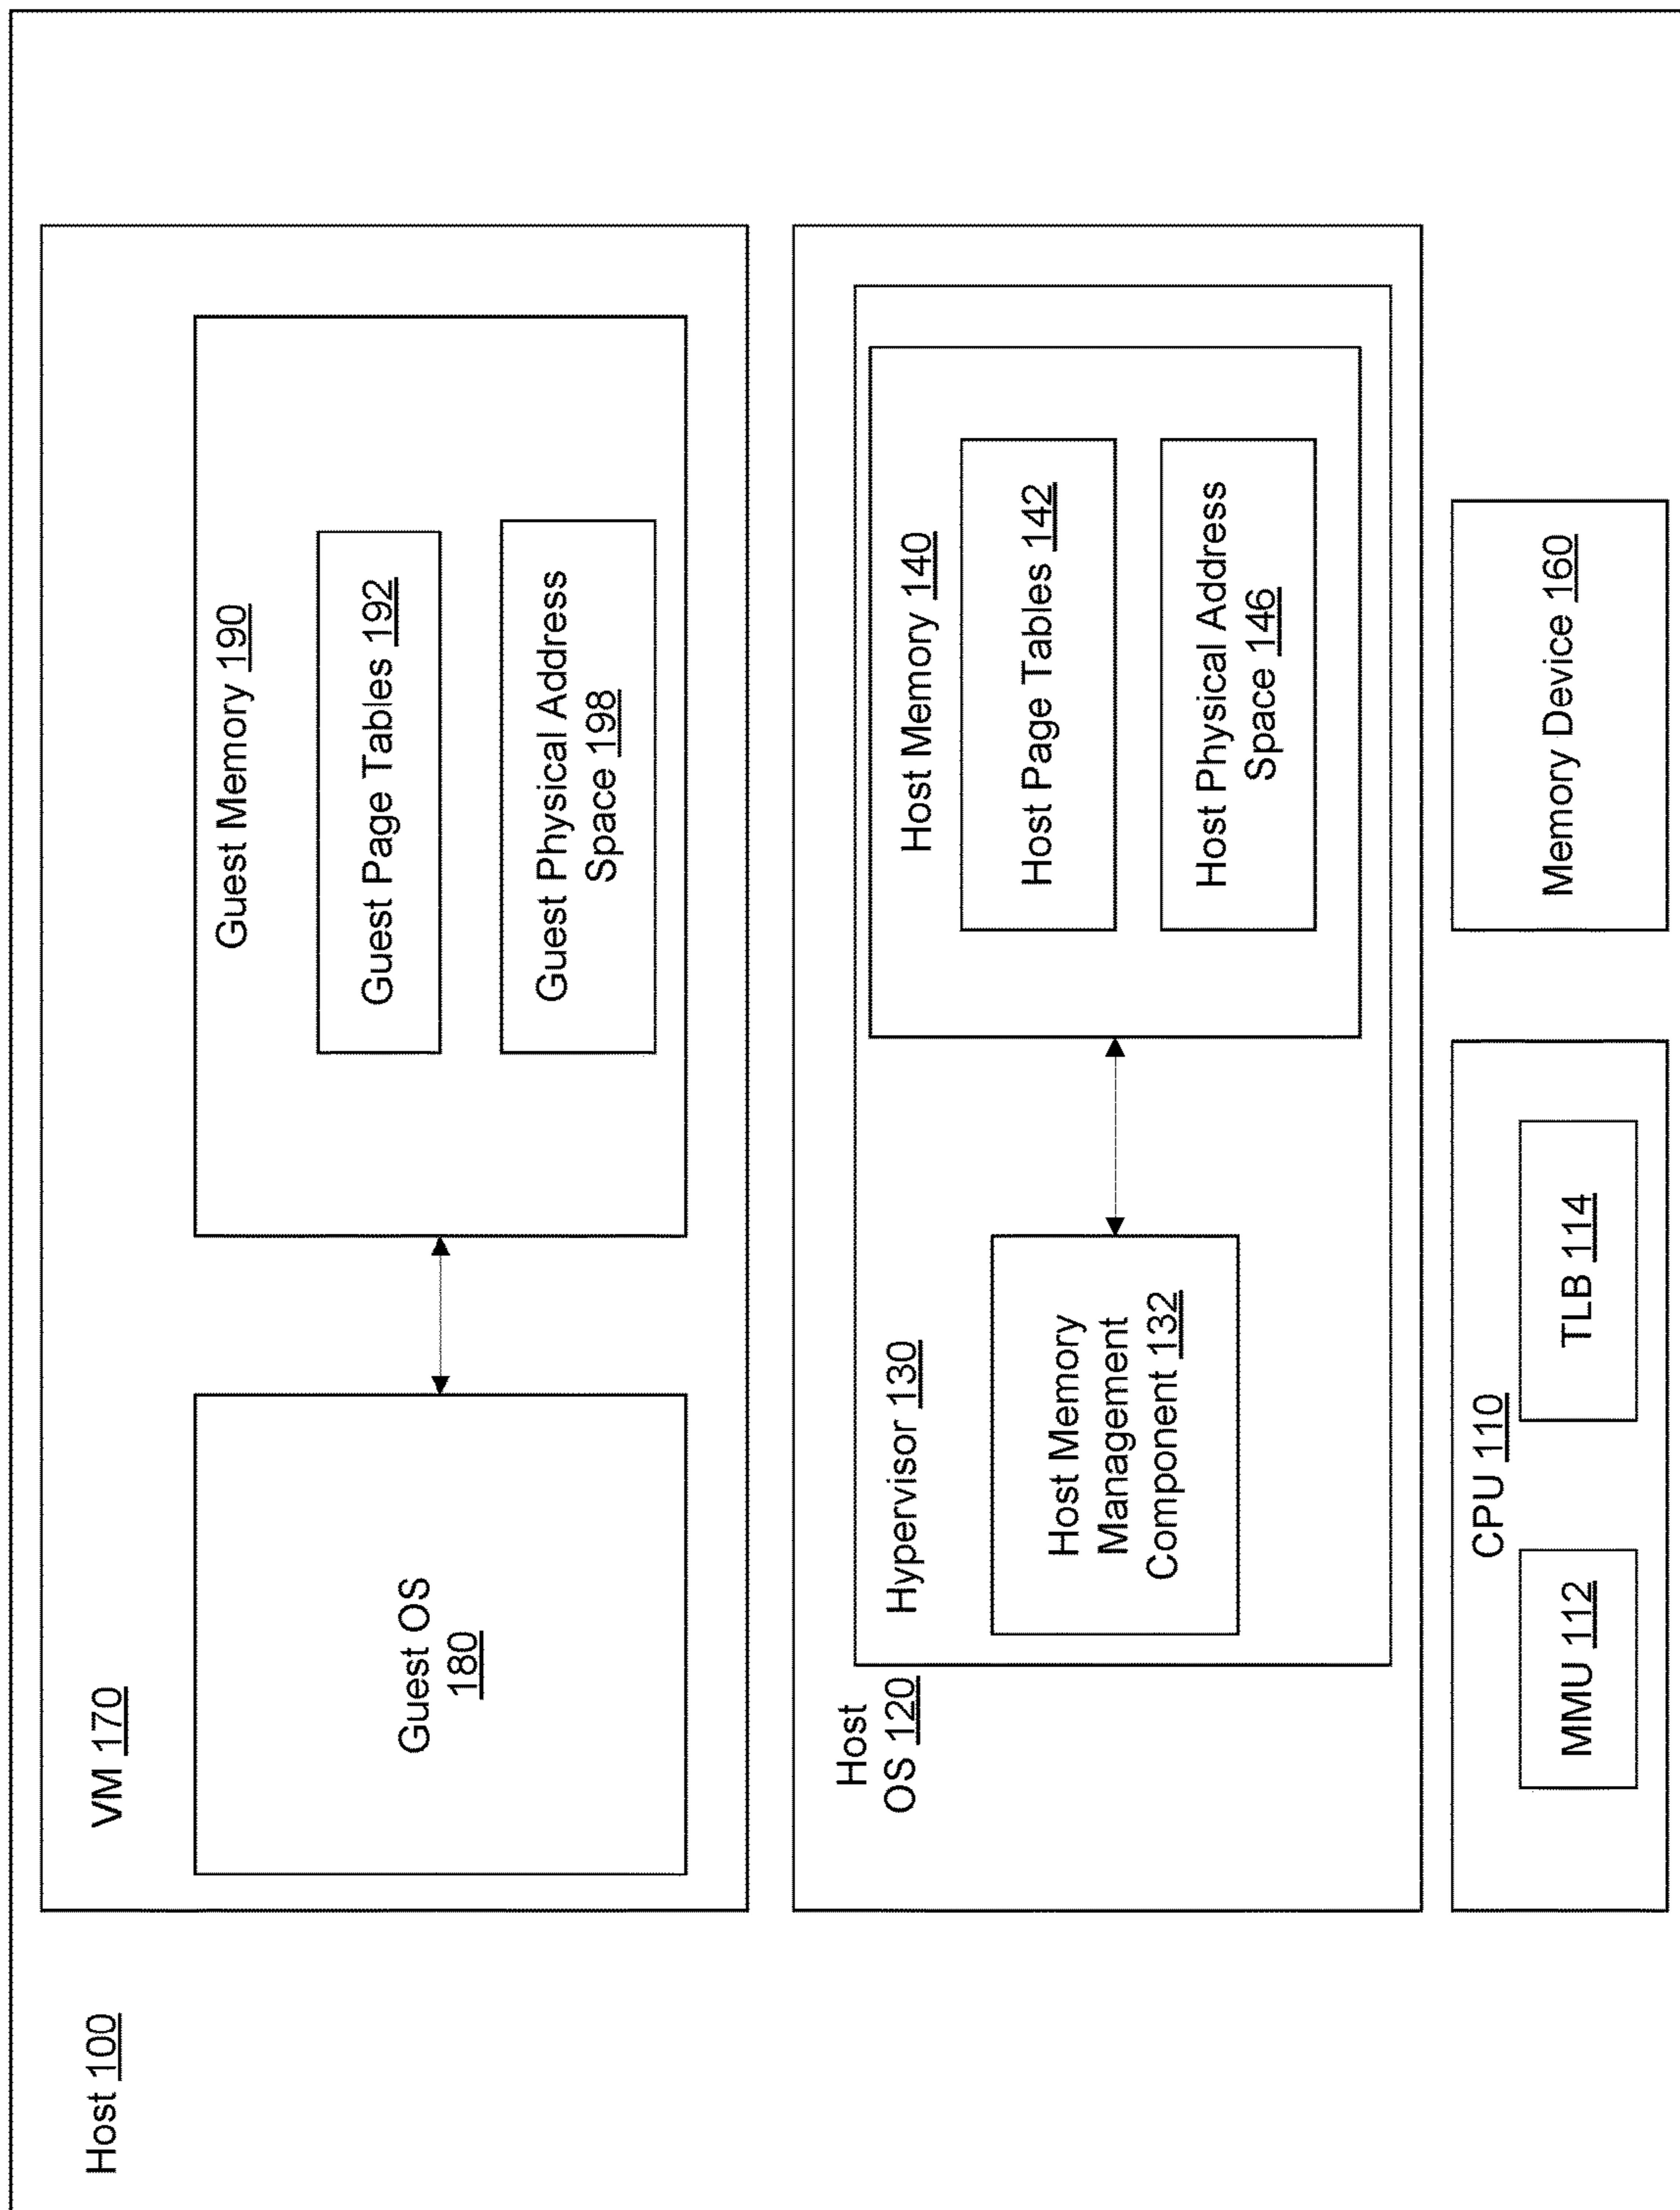 Host 100
VM 170
Guest OS
180
Guest Memory 190
Guest Page Tables 192
Guest Physical Address
Space 198
Host
OS 120
Hypervisor 130
Host Memory
Management
Component 132
Host Memory 140
Host Page Tables 142
Host Physical Address
Space 146
CPU 110
MMU 112
TLB 114
Memory Device 160